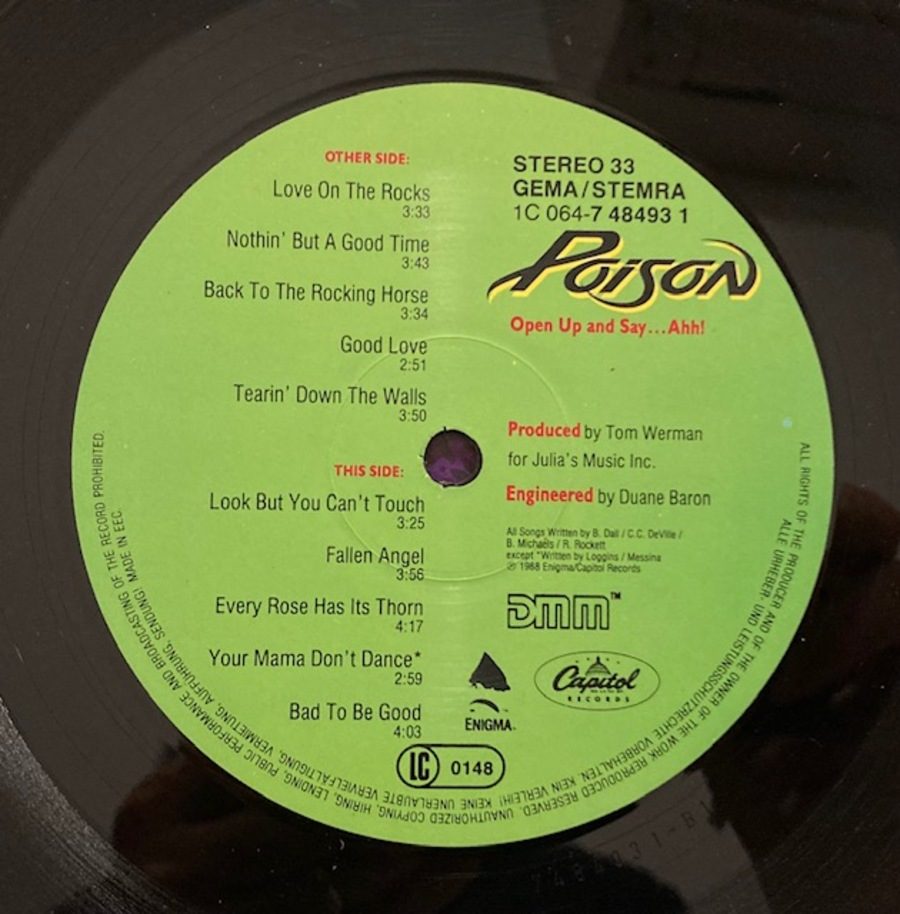 OTHER SIDE:
Love On The Rocks
3:33
Nothin' But A Good Time
3:43
Back To The Rocking Horse
3:34
Good Love
2:51
Tearin' Down The Walls
3:50
THIS SIDE:
Look But You Can't Touch
3:25
Fallen Angel
3:56
Every Rose Has Its Thorn
4:17
Your Mama Don't Dance*
2:59
Bad To Be Good
4:03
STEREO 33
GEMA/STEMRA
1C 064-7 48493 1
POISON
Open Up and Say...Ahh!
Produced by Tom Werman
for Julia's Music Inc.
Engineered by Duane Baron
All Songs Written by B. Dall / C.C. DeVille /
B. Michaels / R. Rockett
except *Written by Loggins / Messina
℗ 1988 Enigma/Capitol Records
DMM™
ENIGMA.
Capitol
RECORDS
LC 0148
ALL RIGHTS OF THE PRODUCER AND OF THE OWNER OF THE WORK REPRODUCED RESERVED. UNAUTHORIZED COPYING, HIRING, LENDING, PUBLIC PERFORMANCE AND BROADCASTING OF THE RECORD PROHIBITED.
ALLE URHEBER- UND LEISTUNGSSCHUTZRECHTE VORBEHALTEN. KEIN VERLEIH! KEINE UNERLAUBTE VERVIELFÄLTIGUNG, VERMIETUNG, AUFFÜHRUNG, SENDUNG! MADE IN EEC.